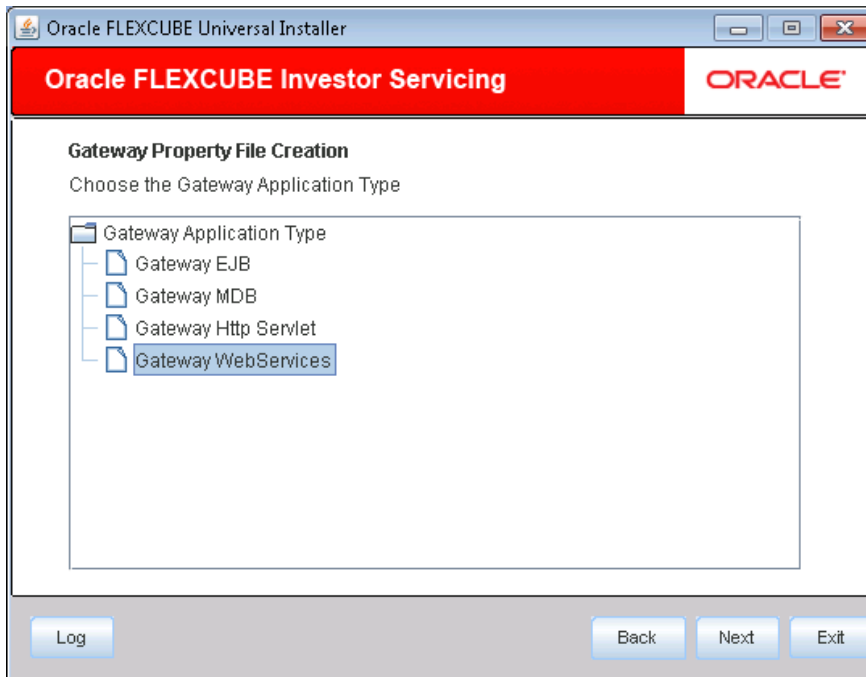 Oracle FLEXCUBE Universal Installer
Oracle FLEXCUBE Investor Servicing
ORACLE
Gateway Property File Creation
Choose the Gateway Application Type
Gateway Application Type
Gateway EJB
Gateway MDB
Gateway Http Servlet
Gateway WebServices
Log Back Next Exit